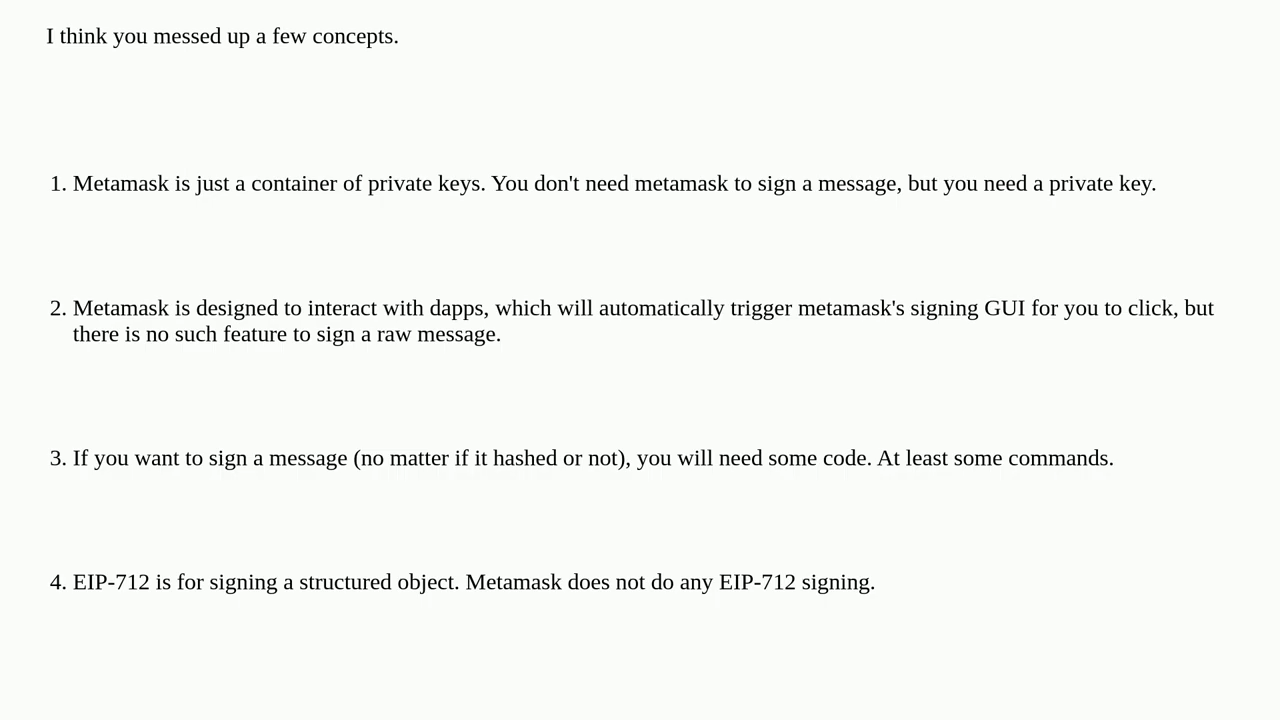 I think you messed up a few concepts.
1. Metamask is just a container of private keys. You don't need metamask to sign a message, but you need a private key.
2. Metamask is designed to interact with dapps, which will automatically trigger metamask's signing GUI for you to click, but
there is no such feature to sign a raw message.
3. If you want to sign a message (no matter if it hashed or not), you will need some code. At least some commands.
4. EIP-712 is for signing a structured object. Metamask does not do any EIP-712 signing.